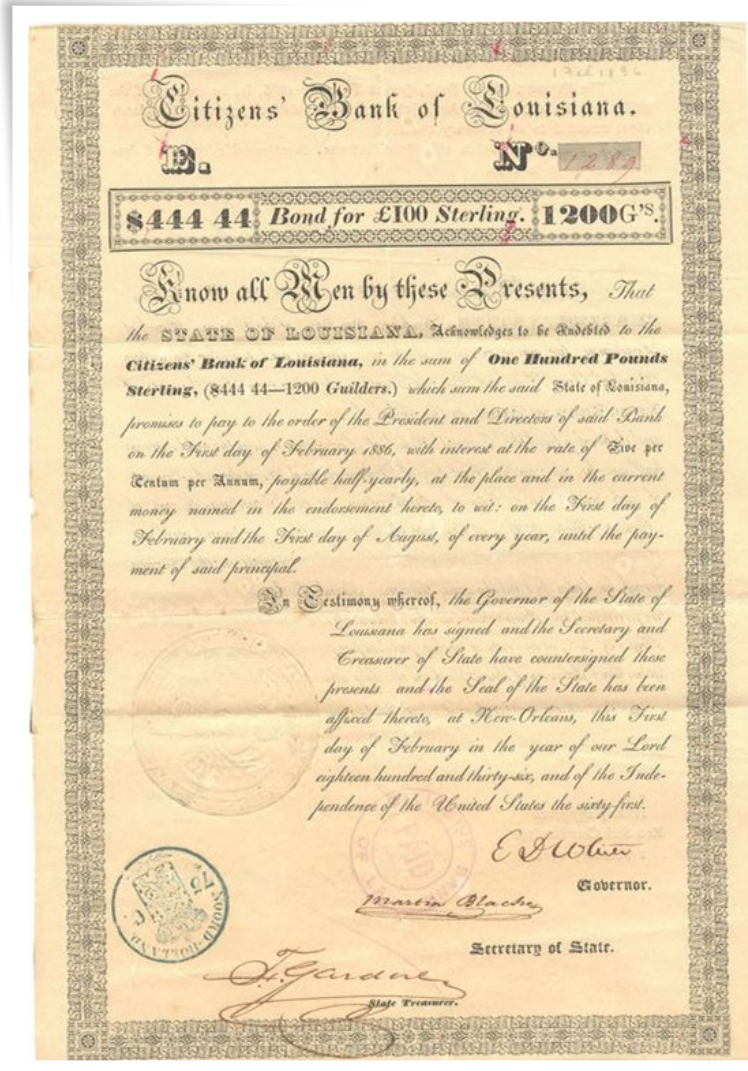 1 Feb 1836
Citizens' Bank of Louisiana.
E. No. 1289
$444 44 Bond for £100 Sterling. 1200G'S.
Know all Men by these Presents, That
the STATE OF LOUISIANA, Acknowledges to be Indebted to the
Citizens' Bank of Louisiana, in the sum of One Hundred Pounds
Sterling, ($444 44—1200 Guilders.) which sum the said State of Louisiana,
promises to pay to the order of the President and Directors of said Bank
on the First day of February 1886, with interest at the rate of Five per
Centum per Annum, payable half-yearly, at the place and in the current
money named in the endorsement hereto, to wit: on the First day of
February and the First day of August, of every year, until the pay-
ment of said principal.
In Testimony whereof, the Governor of the State of
Louisiana has signed and the Secretary and
Treasurer of State have countersigned these
presents and the Seal of the State has been
affixed thereto, at New-Orleans, this First
day of February in the year of our Lord
eighteen hundred and thirty-six, and of the Inde-
pendence of the United States the sixty-first.
PAID
E D White
Governor.
Martin Blache
Secretary of State.
NOORD-HOLLAND
F. Gardere
State Treasurer.